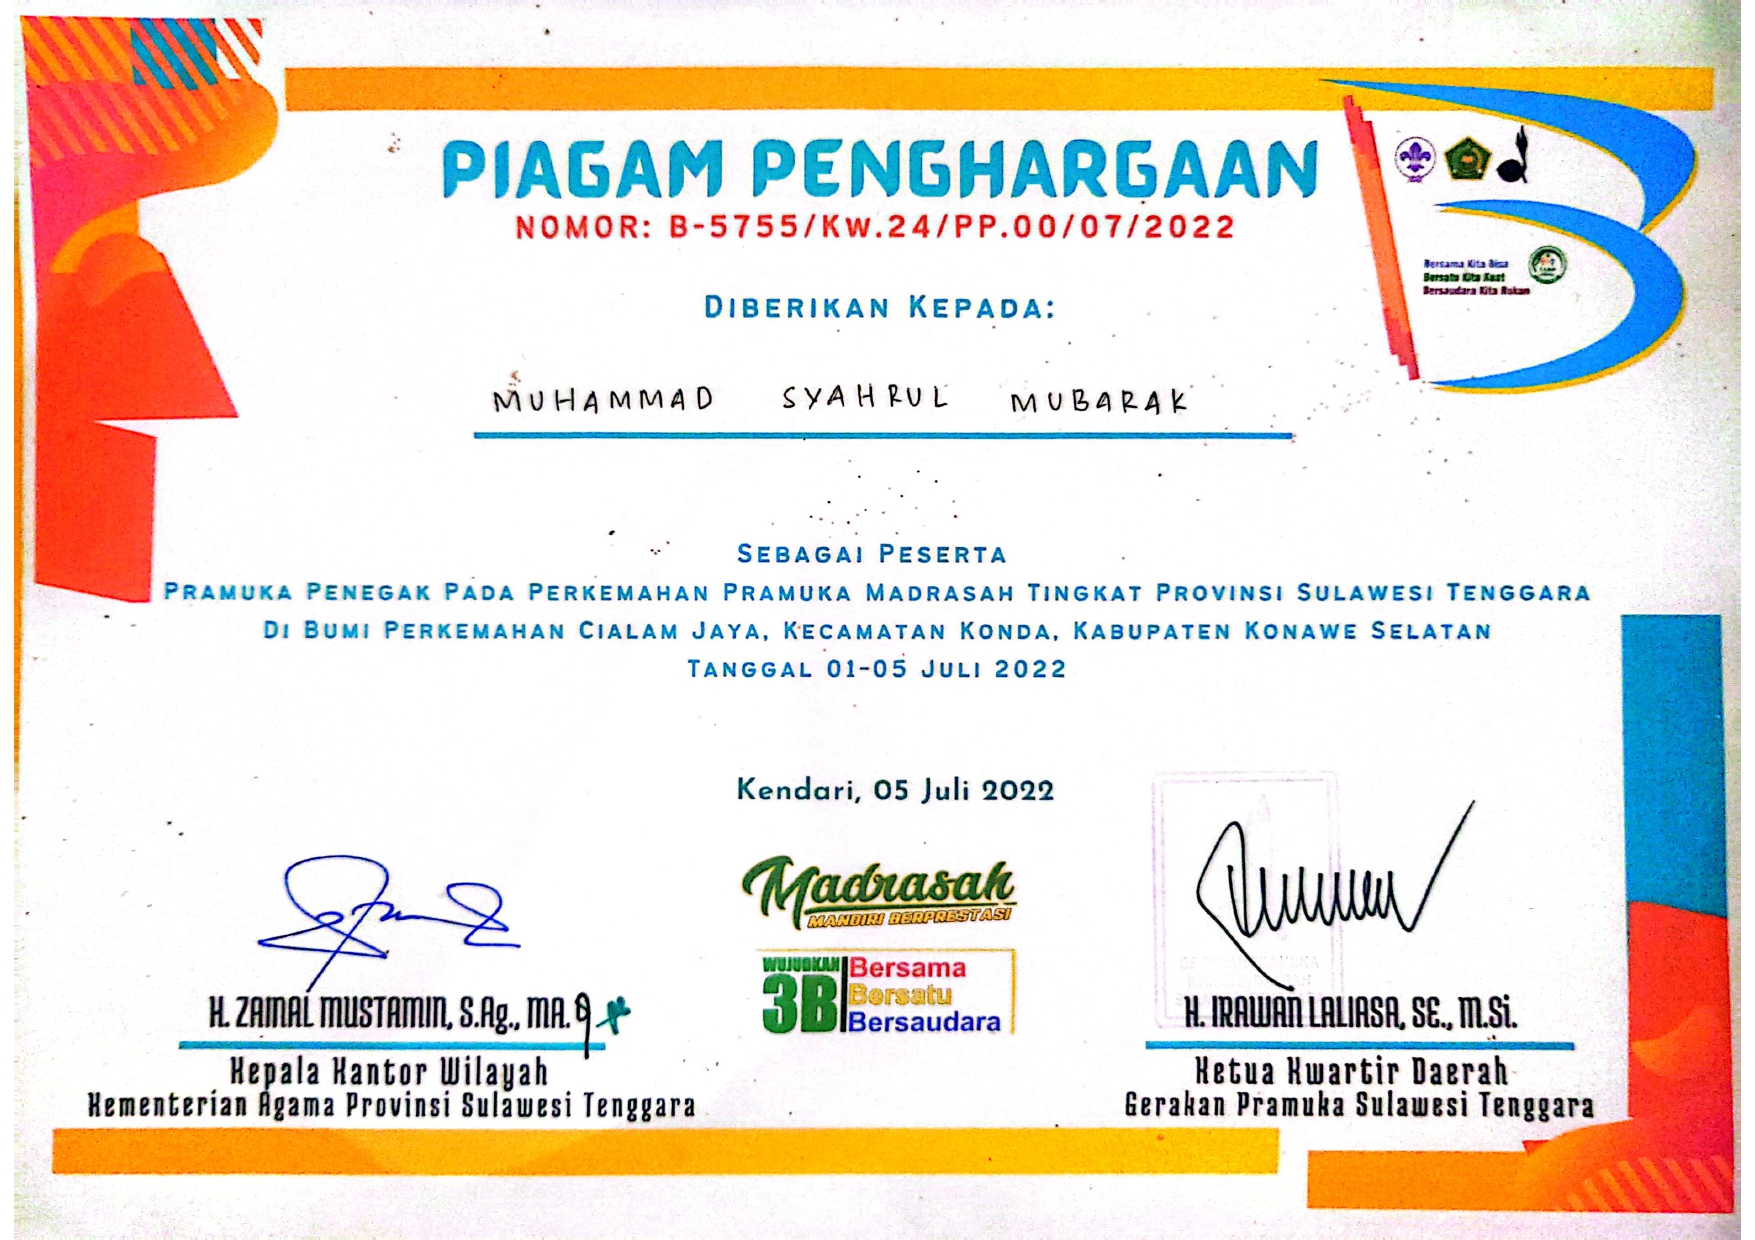 PIAGAM PENGHARGAAN
NOMOR: B-5755/KW.24/PP.00/07/2022
Bersama Kita Bisa
Bersatu Kita Kuat
Bersaudara Kita Rukun
DIBERIKAN KEPADA:
MUHAMMAD SYAHRUL MUBARAK
SEBAGAI PESERTA
PRAMUKA PENEGAK PADA PERKEMAHAN PRAMUKA MADRASAH TINGKAT PROVINSI SULAWESI TENGGARA
DI BUMI PERKEMAHAN CIALAM JAYA, KECAMATAN KONDA, KABUPATEN KONAWE SELATAN
TANGGAL 01-05 JULI 2022
Kendari, 05 Juli 2022
Madrasah
MANDIRI BERPRESTASI
WUJUDKAN
3B
Bersama
Bersatu
Bersaudara
H. ZAINAL MUSTAMIN, S.Ag., MA.
Kepala Kantor Wilayah
Kementerian Agama Provinsi Sulawesi Tenggara
H. IRAWAN LALIASA, SE., M.Si.
Ketua Kwartir Daerah
Gerakan Pramuka Sulawesi Tenggara